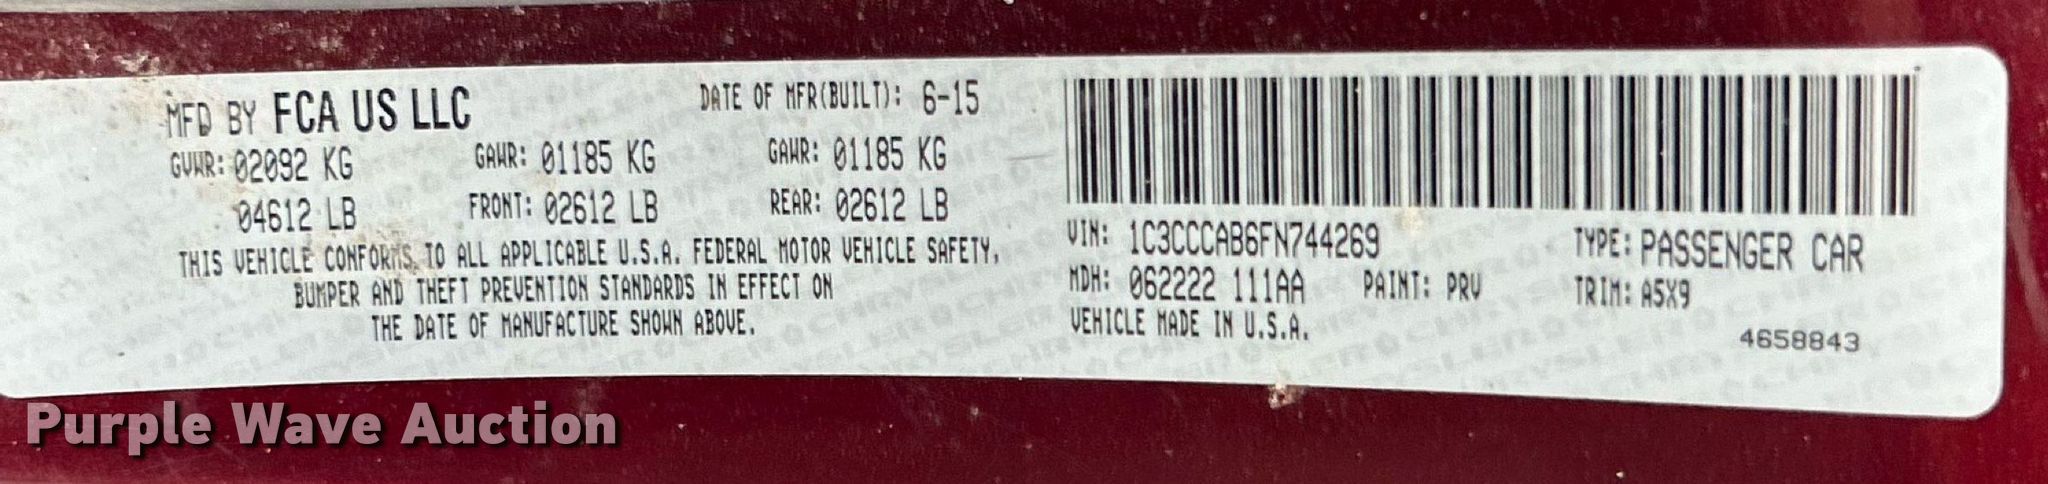 MFD BY FCA US LLC
DATE OF MFR(BUILT): 6-15
GVWR: 02092 KG
GAWR: 01185 KG
GAWR: 01185 KG
04612 LB
FRONT: 02612 LB
REAR: 02612 LB
THIS VEHICLE CONFORMS TO ALL APPLICABLE U.S.A. FEDERAL MOTOR VEHICLE SAFETY,
BUMPER AND THEFT PREVENTION STANDARDS IN EFFECT ON
THE DATE OF MANUFACTURE SHOWN ABOVE.
VIN: 1C3CCCAB6FN744269
TYPE: PASSENGER CAR
MDH: 062222 111AA
PAINT: PRV
TRIM: A5X9
VEHICLE MADE IN U.S.A.
4658843
Purple Wave Auction